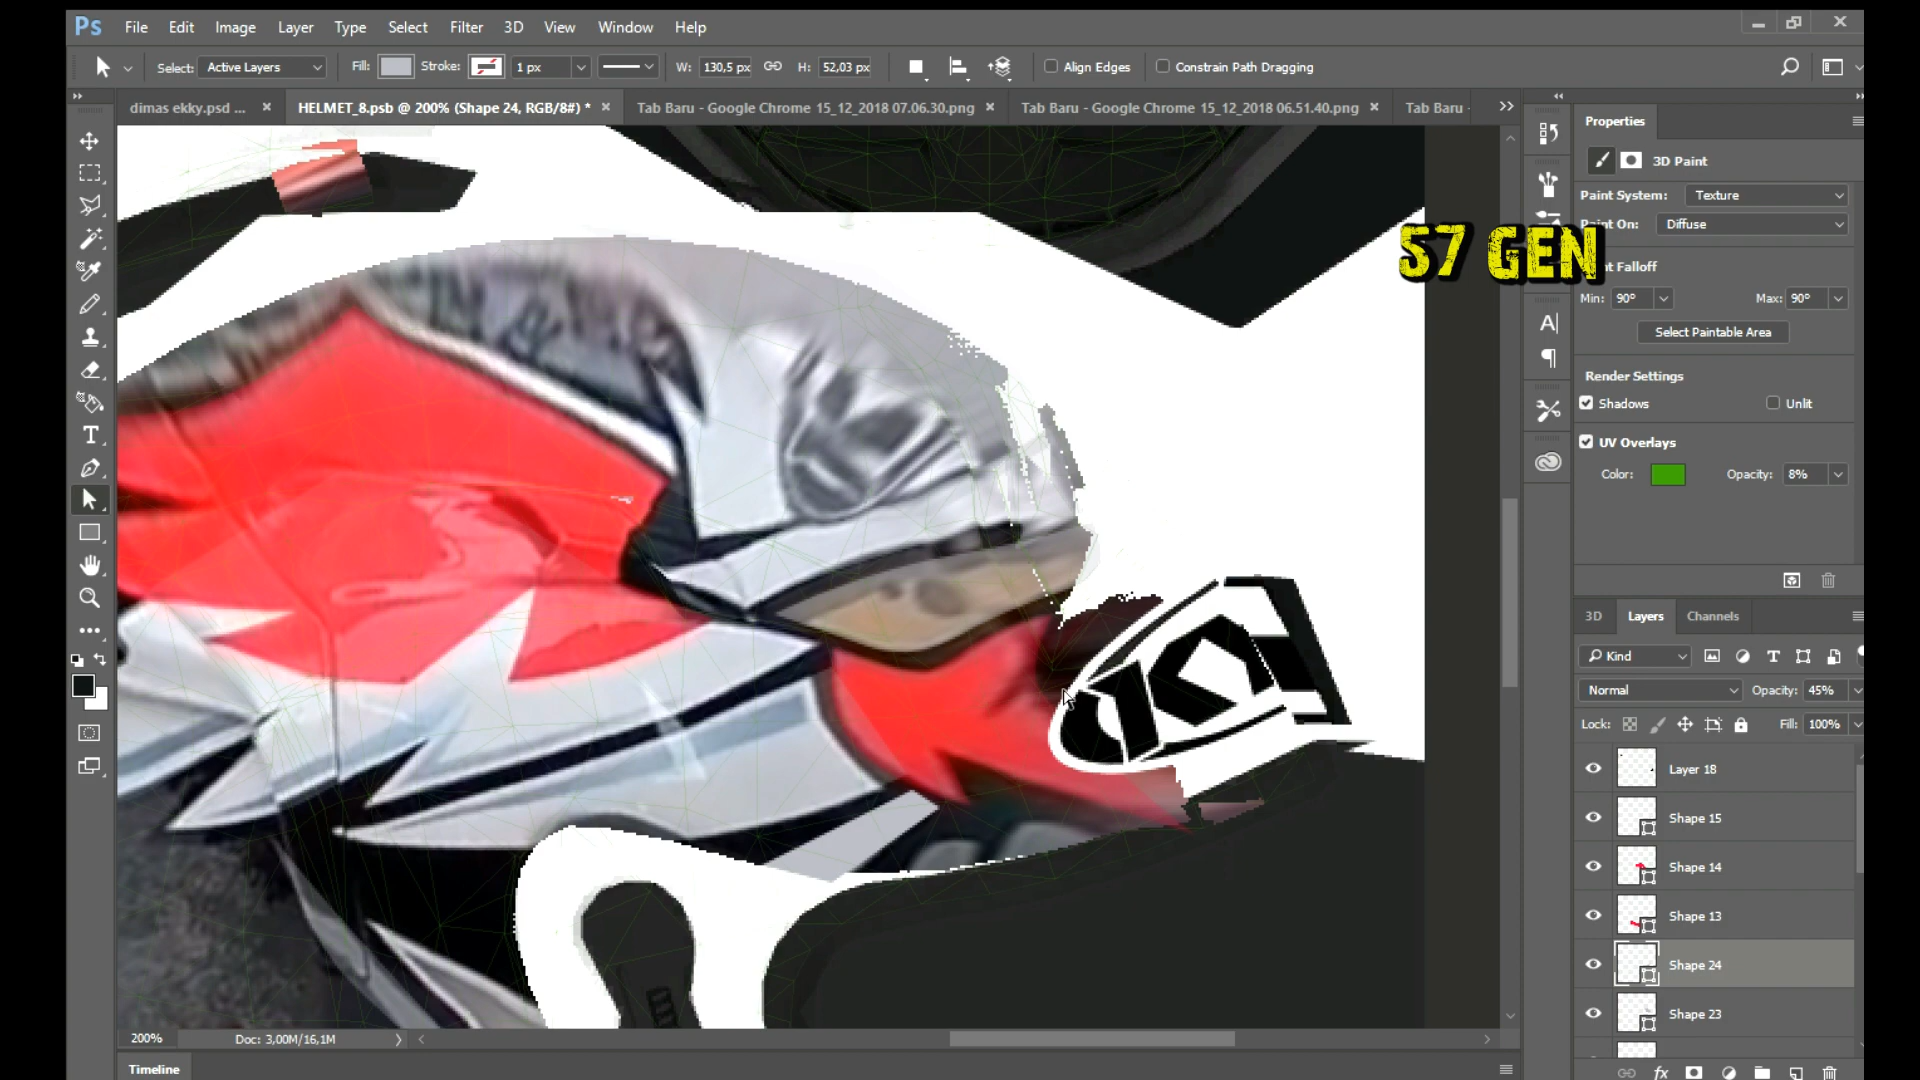 Ps File Edit Image Layer Type Select Filter 3D View Window Help
Select: Active Layers Fill: Stroke: 1 px W: 130,5 px H: 52,03 px Align Edges Constrain Path Dragging
dimas ekky.psd ... × HELMET_8.psb @ 200% (Shape 24, RGB/8#) * × Tab Baru - Google Chrome 15_12_2018 07.06.30.png × Tab Baru - Google Chrome 15_12_2018 06.51.40.png × Tab Baru -
Properties
3D Paint
Paint System: Texture
Paint On: Diffuse
57 GEN
nt Falloff
Min: 90° Max: 90°
Select Paintable Area
Render Settings
Shadows Unlit
UV Overlays
Color: Opacity: 8%
3D Layers Channels
Kind
Normal Opacity: 45%
Lock: Fill: 100%
Layer 18
Shape 15
Shape 14
Shape 13
Shape 24
Shape 23
200% Doc: 3,00M/16,1M
Timeline
fx